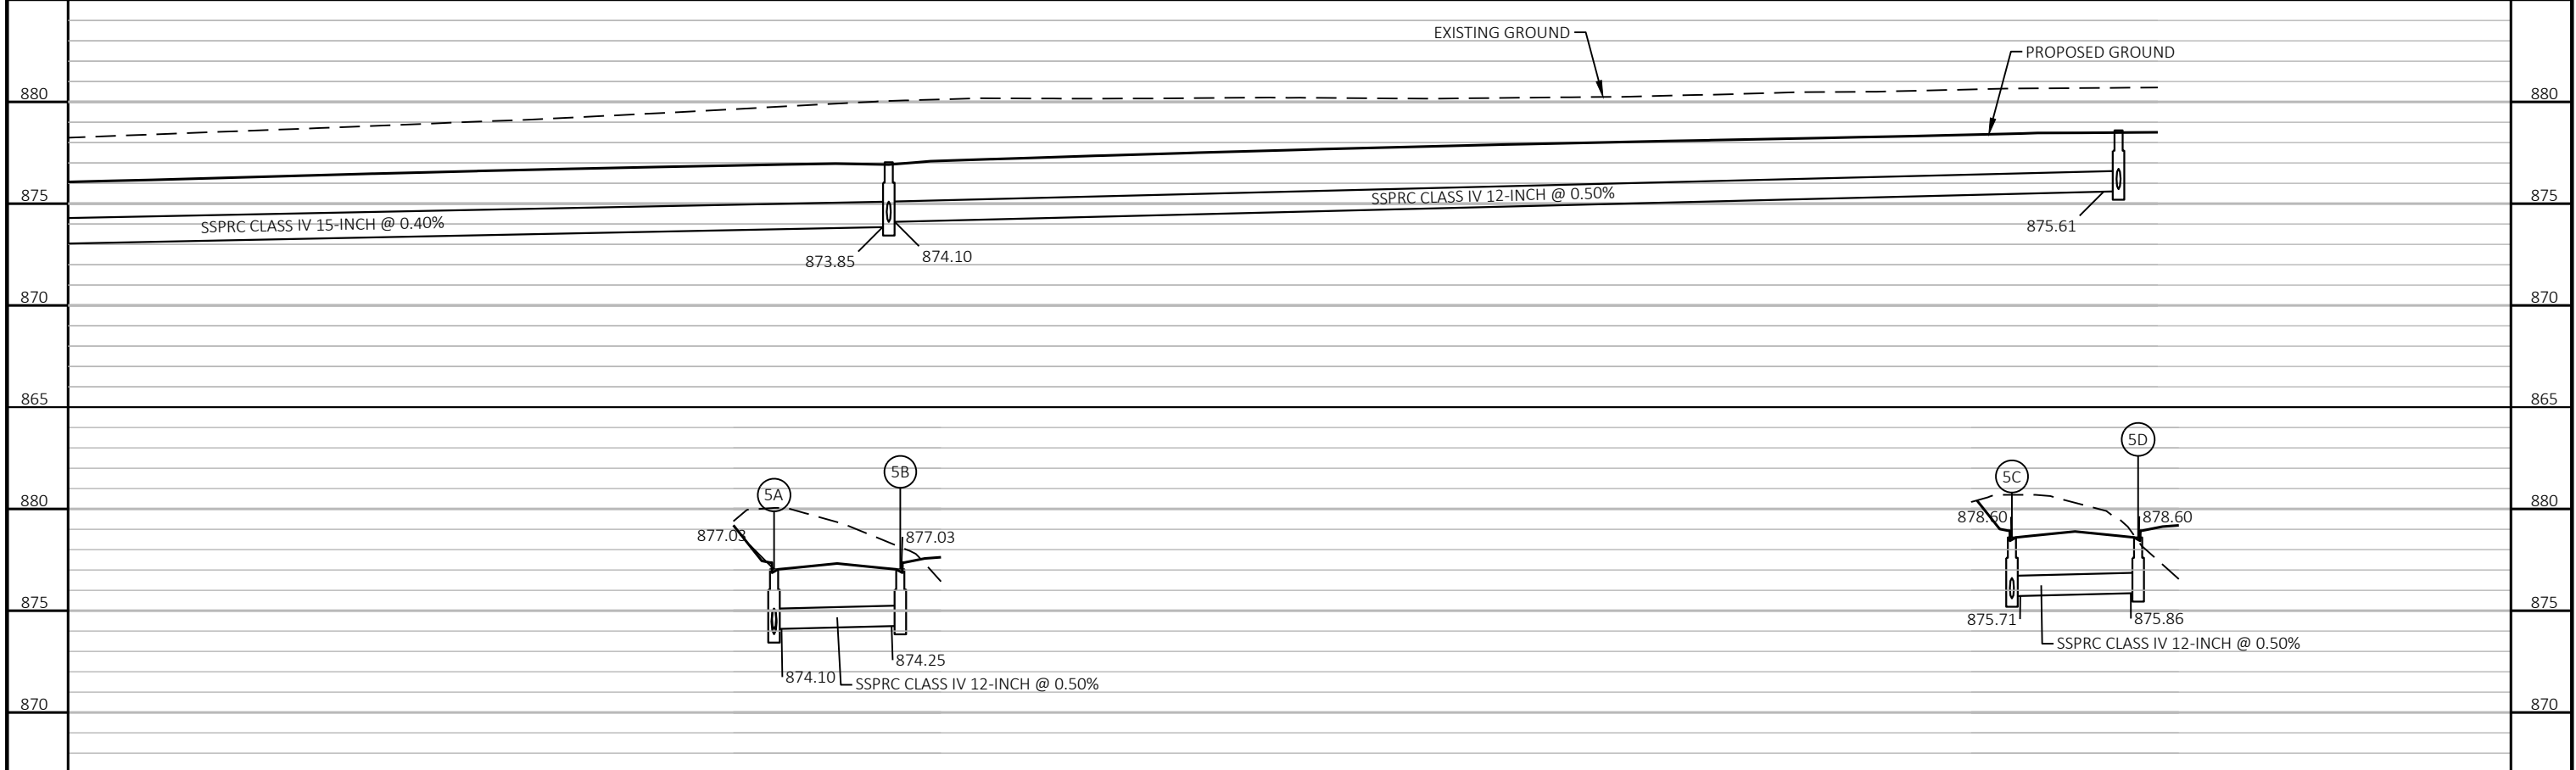 EXISTING GROUND
PROPOSED GROUND
880
880
875
875
SSPRC CLASS IV 12-INCH @ 0.50%
SSPRC CLASS IV 15-INCH @ 0.40%
875.61
873.85
874.10
870
870
865
865
5D
5B
5C
5A
880
880
878.60
878.60
877.03
877.03
875
875
875.71
875.86
SSPRC CLASS IV 12-INCH @ 0.50%
874.25
874.10
SSPRC CLASS IV 12-INCH @ 0.50%
870
870